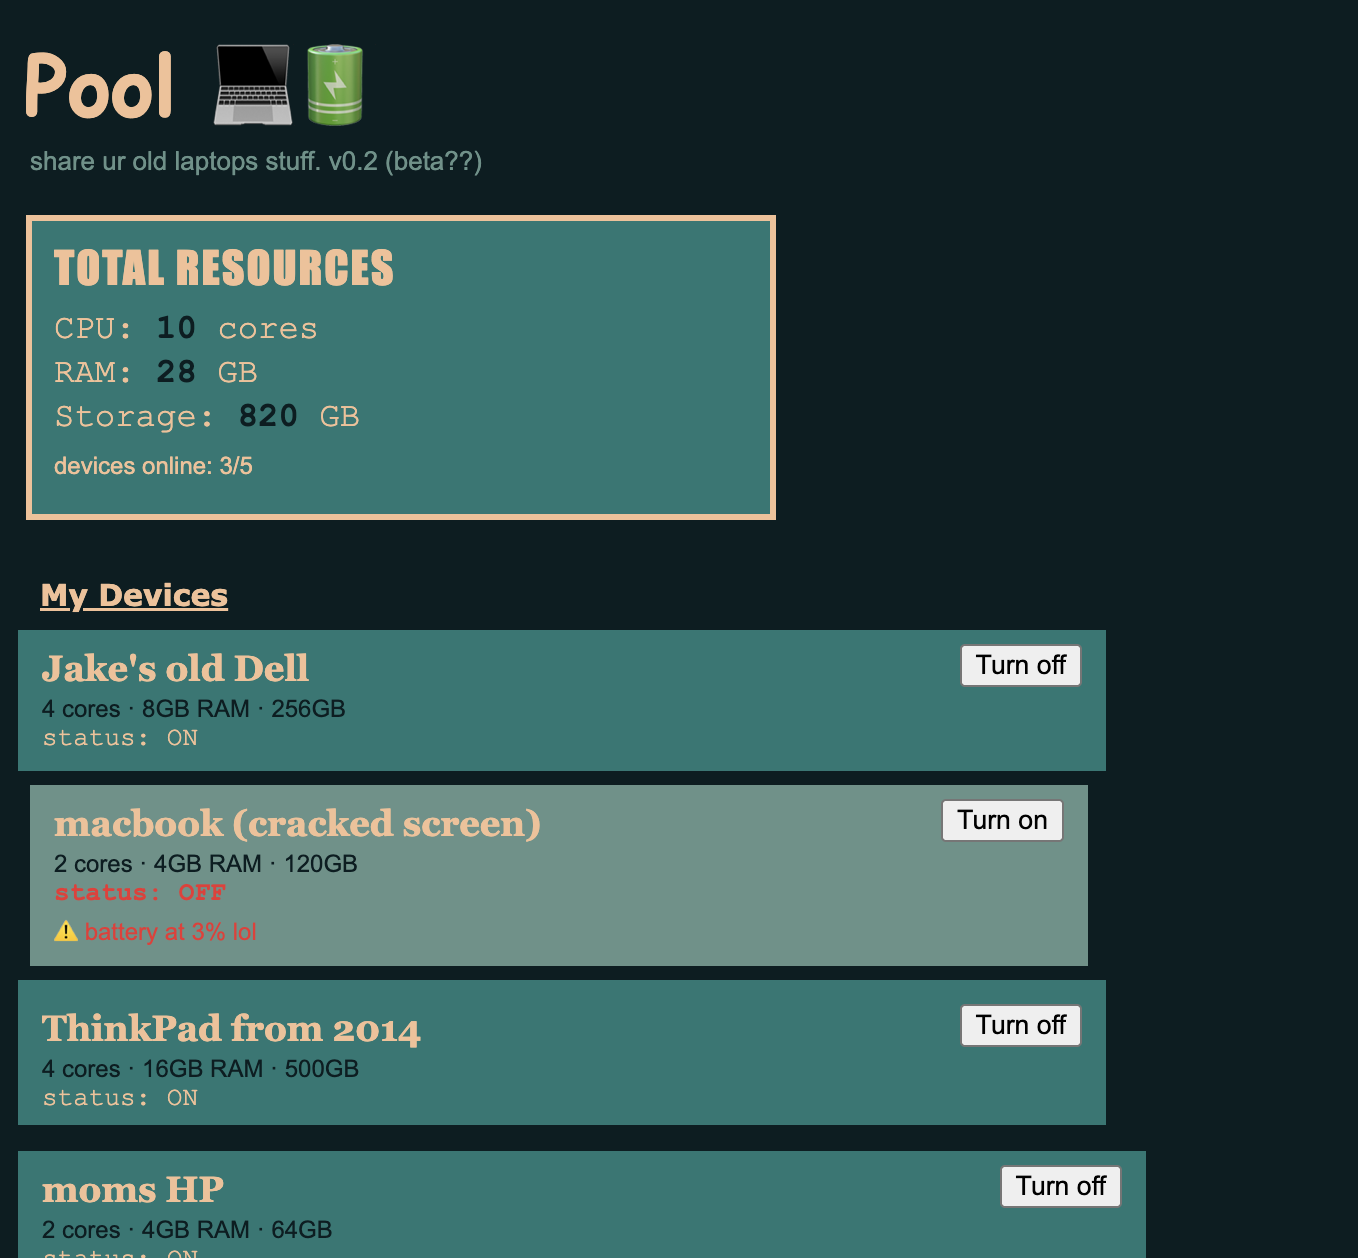 Pool
share ur old laptops stuff. v0.2 (beta??)
TOTAL RESOURCES
CPU: 10 cores
RAM: 28 GB
Storage: 820 GB
devices online: 3/5
My Devices
Jake's old Dell
Turn off
4 cores · 8GB RAM · 256GB
status: ON
macbook (cracked screen)
Turn on
2 cores · 4GB RAM · 120GB
status: OFF
⚠️ battery at 3% lol
ThinkPad from 2014
Turn off
4 cores · 16GB RAM · 500GB
status: ON
moms HP
Turn off
2 cores · 4GB RAM · 64GB
status: ON